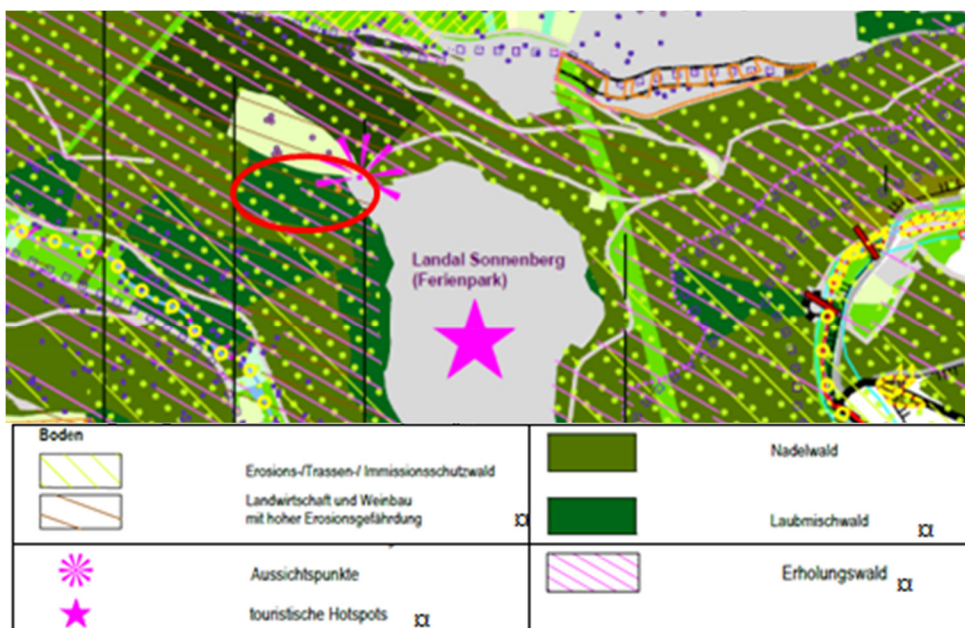 Landal Sonnenberg
(Ferienpark)
Boden
Erosions-/Trassen-/ Immissionsschutzwald
Landwirtschaft und Weinbau
mit hoher Erosionsgefährdung ¤
Nadelwald
Laubmischwald ¤
Aussichtspunkte
touristische Hotspots ¤
Erholungswald ¤